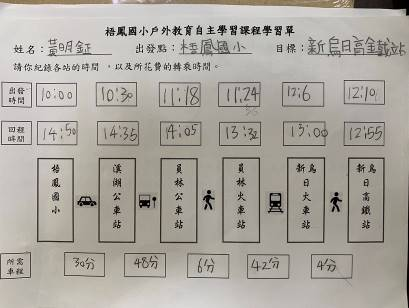 梧鳳國小戶外教育自主學習課程學習單
姓名：黃明鉦 出發點：梧鳳國小 目標：新烏日高鐵站
請你紀錄各站的時間，以及所花費的轉乘時間。
出發時間 10:00 10:30 11:18 11:24 12:6 12:10
回程時間 14:50 14:35 14:05 13:32 13:00 12:55
梧鳳國小 溪湖公車站 員林公車站 員林火車站 新烏日火車站 新烏日高鐵站
所需車程 30分 48分 6分 42分 4分